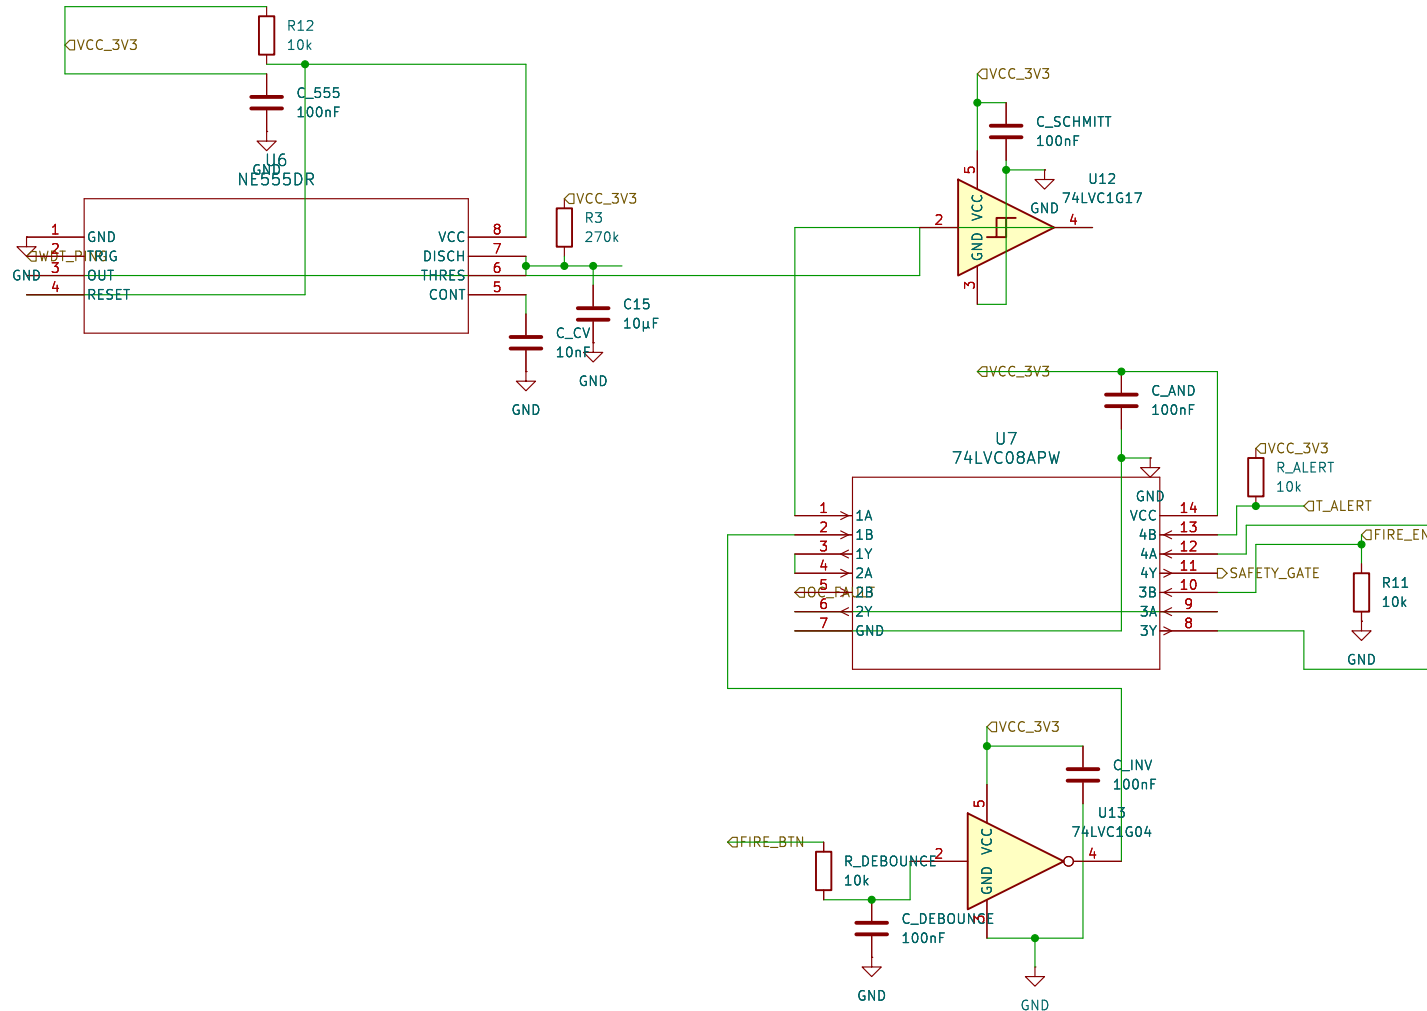 R12
10k
VCC_3V3
C_555
100nF
GND
U6
NE555DR
1
GND
2
TRIG
3
OUT
4
RESET
GND
VCC
8
DISCH
7
THRES
6
CONT
5
VCC_3V3
R3
270k
C15
10µF
GND
C_CV
10nF
GND
VCC_3V3
C_SCHMITT
100nF
GND
U12
74LVC1G17
5
VCC
2
GND
3
4
VCC_3V3
C_AND
100nF
GND
U7
74LVC08APW
1
1A
2
1B
3
1Y
4
2A
5
2B
6
2Y
7
GND
VCC
14
4B
13
4A
12
4Y
11
3B
10
3A
9
3Y
8
VCC_3V3
R_ALERT
10k
T_ALERT
FIRE_EN
SAFETY_GATE
R11
10k
GND
VCC_3V3
C_INV
100nF
U13
74LVC1G04
5
VCC
2
GND
4
FIRE_BTN
R_DEBOUNCE
10k
C_DEBOUNCE
100nF
GND
GND